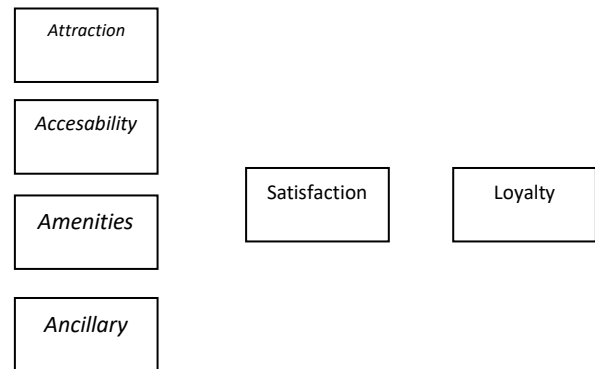 Attraction
Accesability
Amenities
Ancillary
Satisfaction
Loyalty